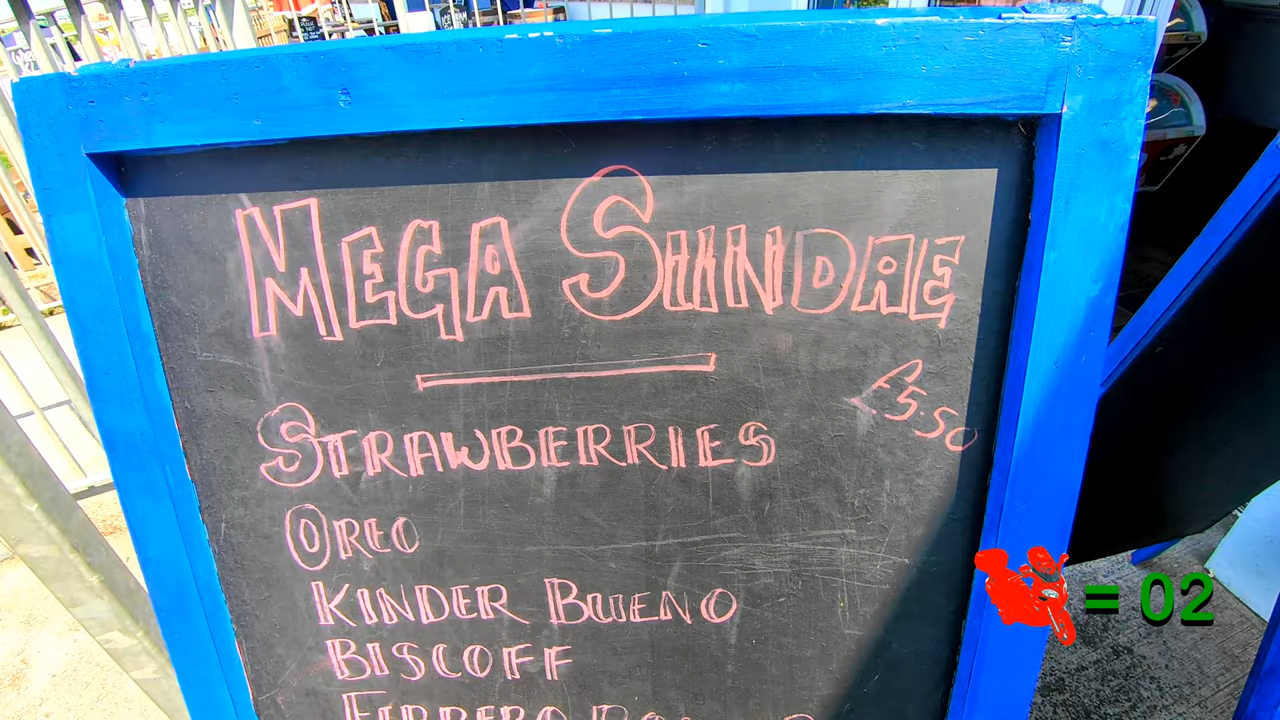 MEGA SUNDAE
£5.50
STRAWBERRIES
OREO
KINDER BUENO
BISCOFF
= 02